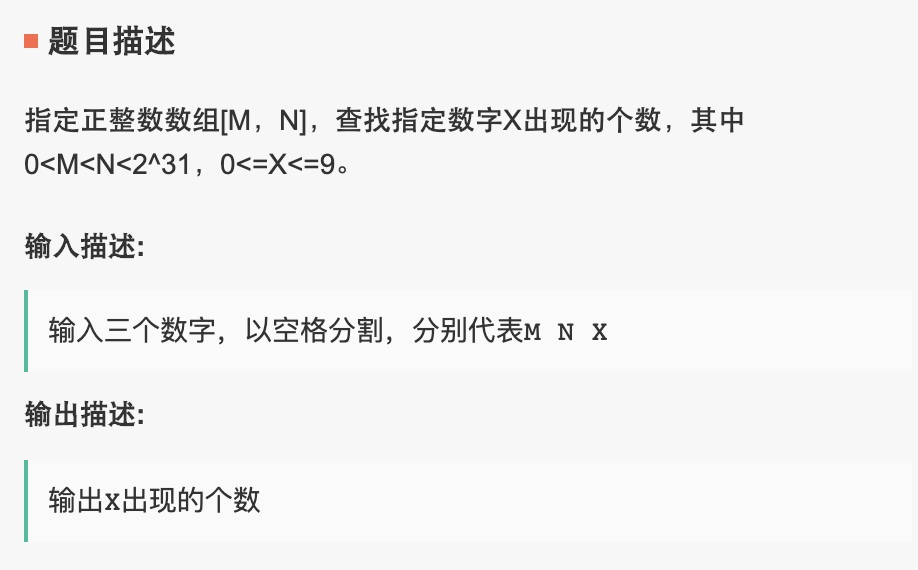 题目描述
指定正整数数组[M，N]，查找指定数字X出现的个数，其中
0<M<N<2^31，0<=X<=9。
输入描述:
输入三个数字，以空格分割，分别代表M N X
输出描述:
输出x出现的个数